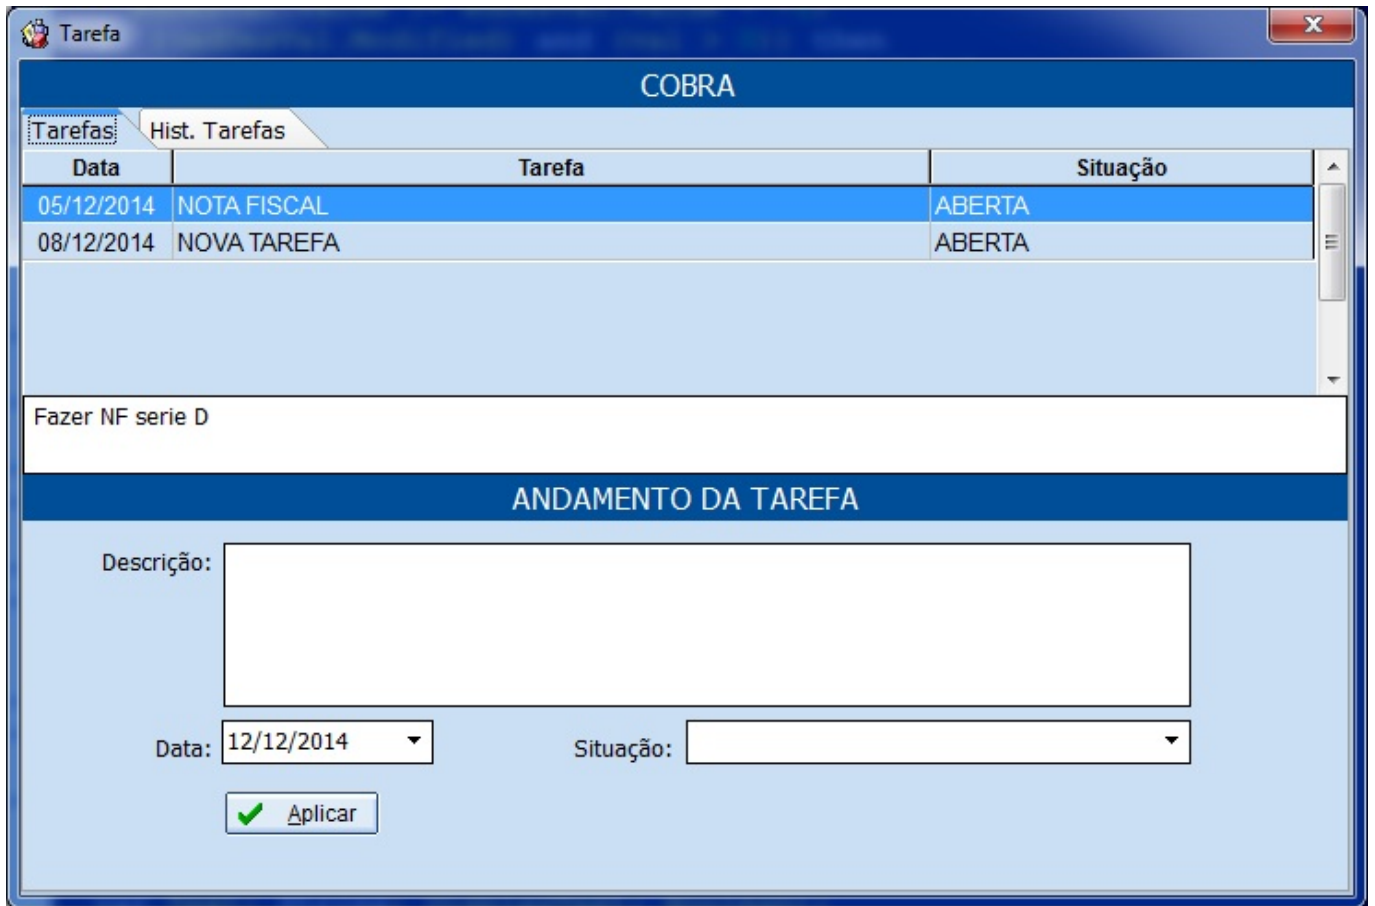 Tarefa
COBRA
Tarefas Hist. Tarefas
Data Tarefa Situação
05/12/2014 NOTA FISCAL ABERTA
08/12/2014 NOVA TAREFA ABERTA
Fazer NF serie D
ANDAMENTO DA TAREFA
Descrição:
Data: 12/12/2014 Situação:
Aplicar